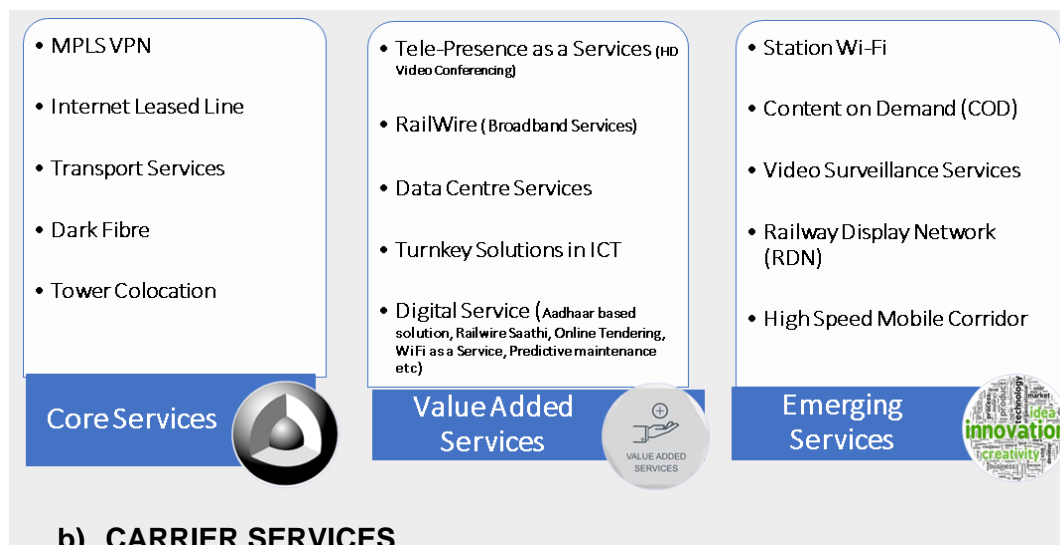 • MPLS VPN
• Internet Leased Line
• Transport Services
• Dark Fibre
• Tower Colocation
Core Services
• Tele-Presence as a Services (HD
Video Conferencing)
• RailWire (Broadband Services)
• Data Centre Services
• Turnkey Solutions in ICT
• Digital Service (Aadhaar based
solution, Railwire Saathi, Online Tendering,
WiFi as a Service, Predictive maintenance
etc)
Value Added
Services
VALUE ADDED
SERVICES
• Station Wi-Fi
• Content on Demand (COD)
• Video Surveillance Services
• Railway Display Network
(RDN)
• High Speed Mobile Corridor
Emerging
Services
market
technology
product
idea
innovation
creativity
business
b) CARRIER SERVICES